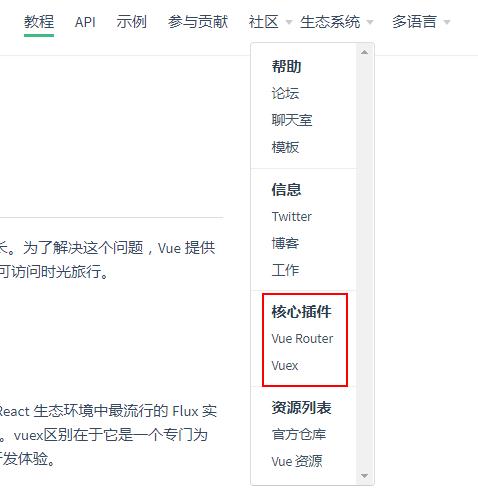 教程 API 示例 参与贡献 社区 生态系统 多语言
帮助
论坛
聊天室
模板
信息
Twitter
博客
工作
核心插件
Vue Router
Vuex
资源列表
官方仓库
Vue 资源
长。为了解决这个问题，Vue 提供
可访问时光旅行。
React 生态环境中最流行的 Flux 实
。vuex区别在于它是一个专门为
发体验。